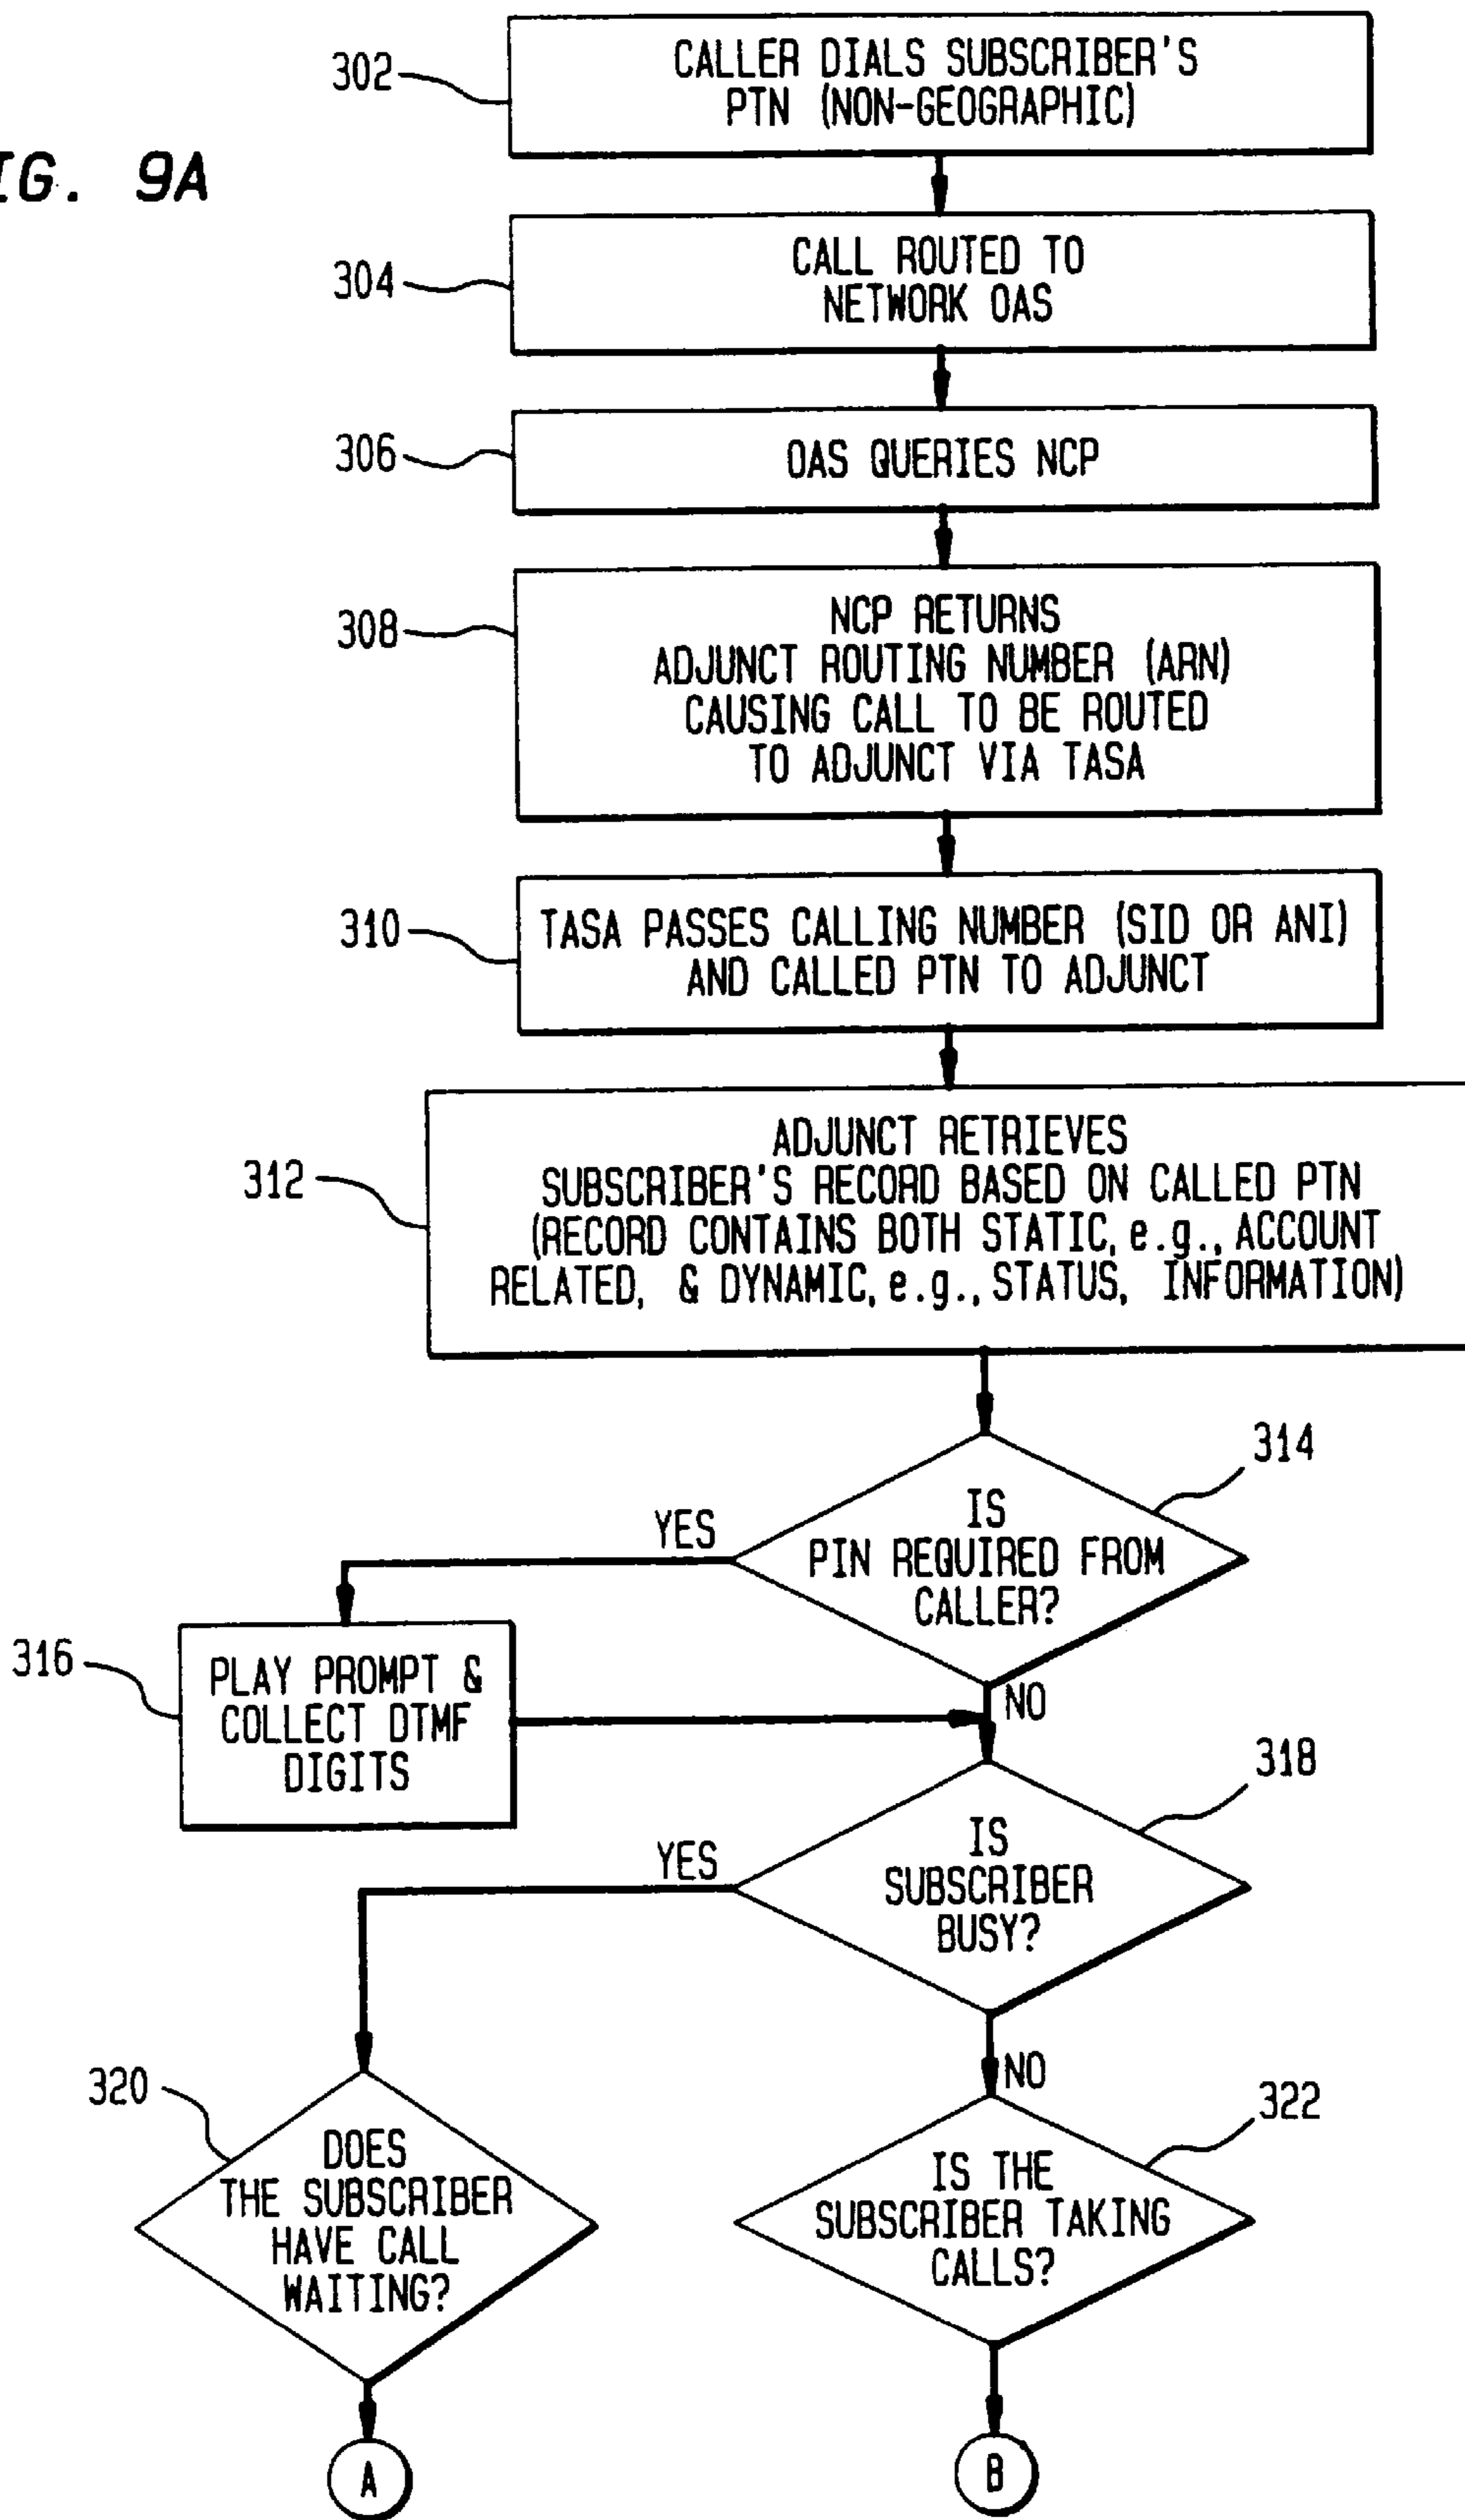 302
CALLER DIALS SUBSCRIBER'S
PTN (NON-GEOGRAPHIC)
IG. 9A
304
CALL ROUTED TO
NETWORK OAS
306
OAS QUERIES NCP
308
NCP RETURNS
ADJUNCT ROUTING NUMBER (ARN)
CAUSING CALL TO BE ROUTED
TO ADJUNCT VIA TASA
310
TASA PASSES CALLING NUMBER (SID OR ANI)
AND CALLED PTN TO ADJUNCT
312
ADJUNCT RETRIEVES
SUBSCRIBER'S RECORD BASED ON CALLED PTN
(RECORD CONTAINS BOTH STATIC, e.g., ACCOUNT
RELATED, & DYNAMIC, e.g., STATUS, INFORMATION)
314
IS
PIN REQUIRED FROM
CALLER?
YES
NO
316
PLAY PROMPT &
COLLECT DTMF
DIGITS
318
IS
SUBSCRIBER
BUSY?
YES
NO
320
DOES
THE SUBSCRIBER
HAVE CALL
WAITING?
322
IS THE
SUBSCRIBER TAKING
CALLS?
A
B